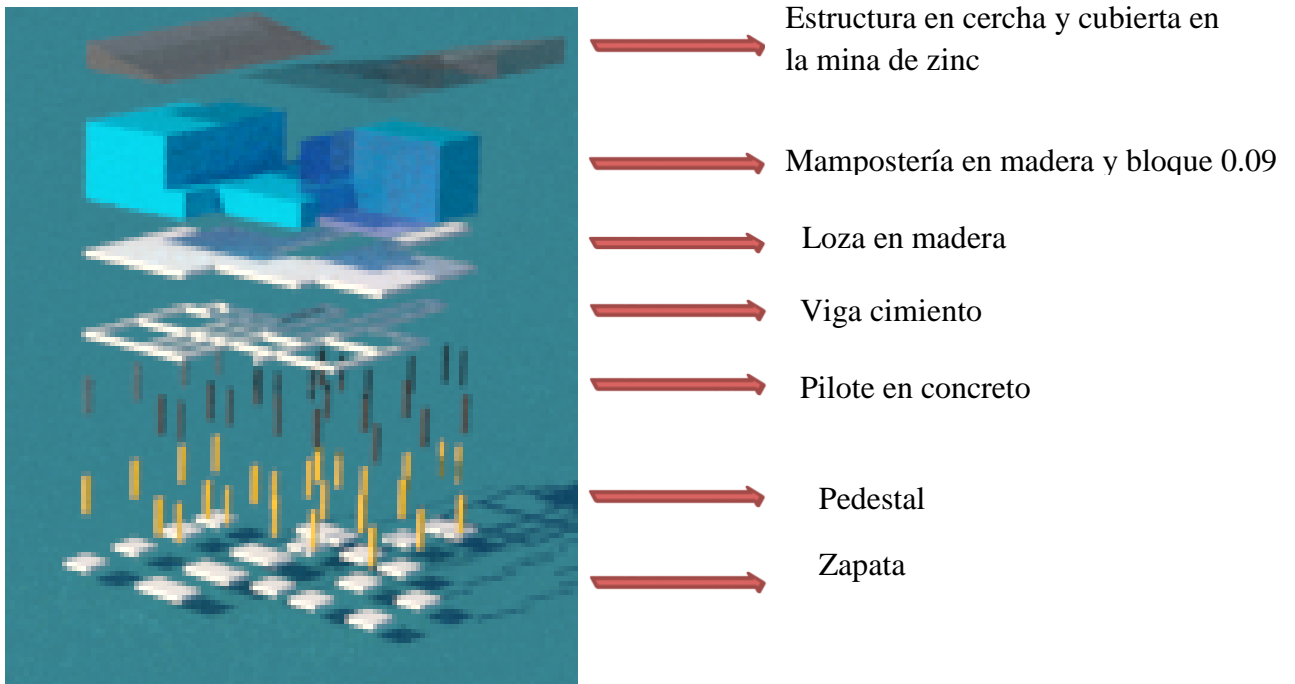 Estructura en cercha y cubierta en
la mina de zinc
Mampostería en madera y bloque 0.09
Loza en madera
Viga cimiento
Pilote en concreto
Pedestal
Zapata